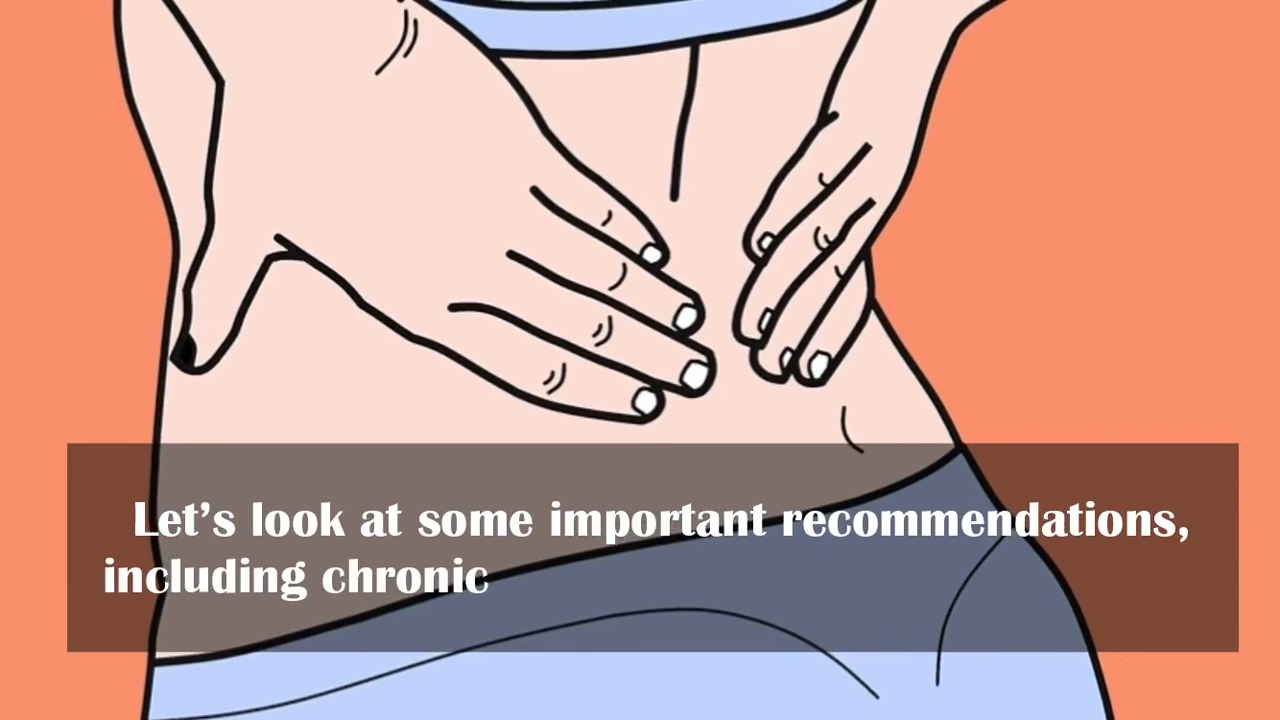 Let’s look at some important recommendations,
including chronic